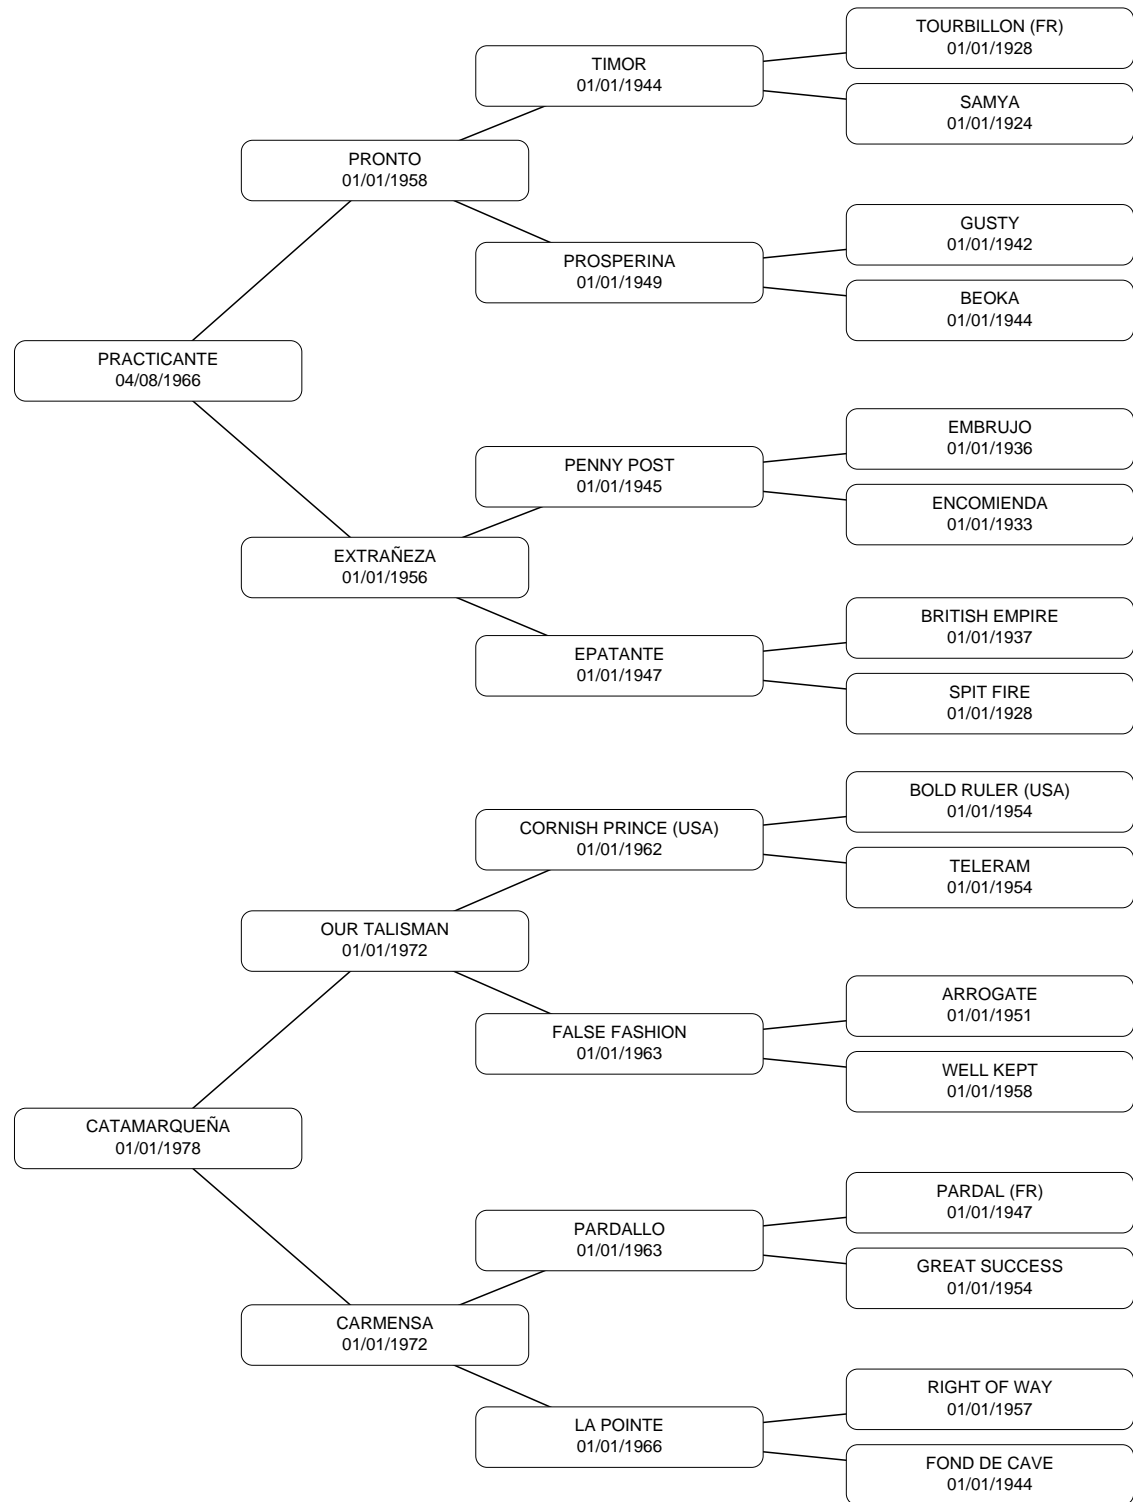 TOURBILLON (FR)
01/01/1928
TIMOR
01/01/1944
SAMYA
01/01/1924
PRONTO
01/01/1958
GUSTY
01/01/1942
PROSPERINA
01/01/1949
BEOKA
01/01/1944
PRACTICANTE
04/08/1966
EMBRUJO
01/01/1936
PENNY POST
01/01/1945
ENCOMIENDA
01/01/1933
EXTRAÑEZA
01/01/1956
BRITISH EMPIRE
01/01/1937
EPATANTE
01/01/1947
SPIT FIRE
01/01/1928
BOLD RULER (USA)
01/01/1954
CORNISH PRINCE (USA)
01/01/1962
TELERAM
01/01/1954
OUR TALISMAN
01/01/1972
ARROGATE
01/01/1951
FALSE FASHION
01/01/1963
WELL KEPT
01/01/1958
CATAMARQUEÑA
01/01/1978
PARDAL (FR)
01/01/1947
PARDALLO
01/01/1963
GREAT SUCCESS
01/01/1954
CARMENSA
01/01/1972
RIGHT OF WAY
01/01/1957
LA POINTE
01/01/1966
FOND DE CAVE
01/01/1944